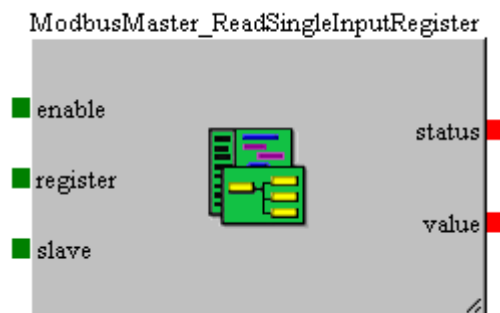 ModbusMaster_ReadSingleInputRegister
enable
status
register
value
slave